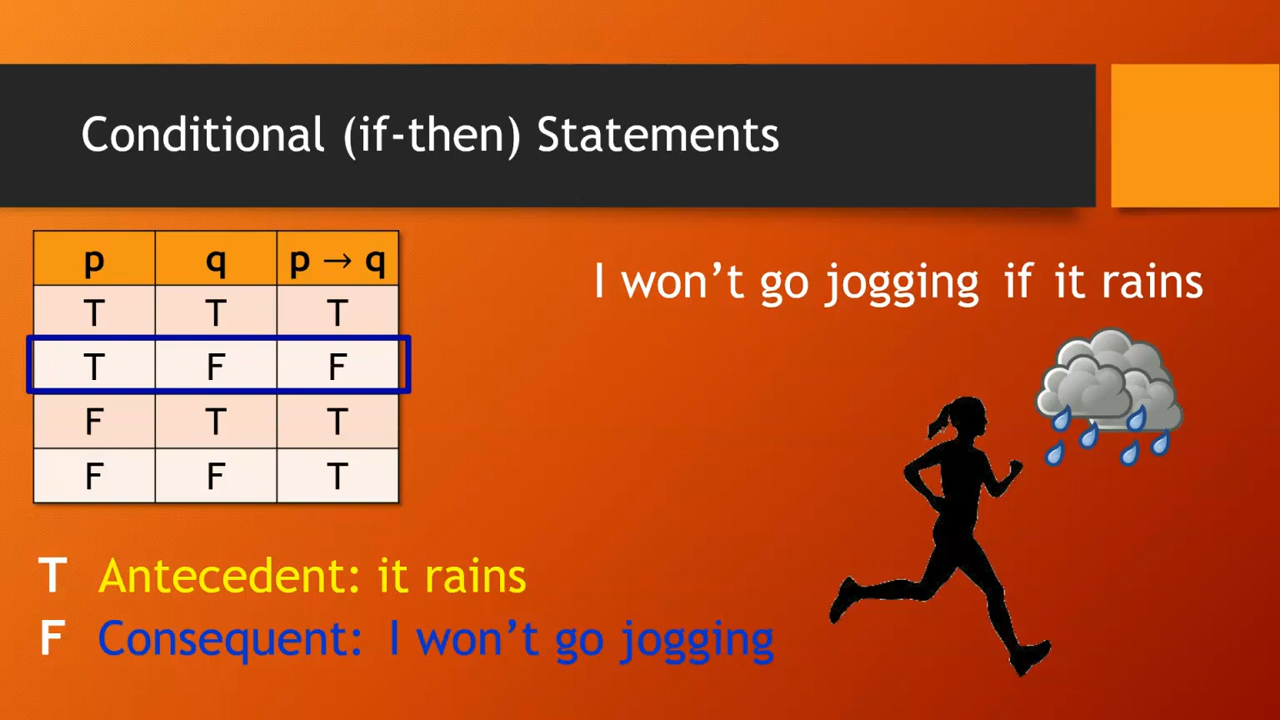 Conditional (if-then) Statements
p q p → q
T T T
T F F
F T T
F F T
I won’t go jogging if it rains
T Antecedent: it rains
F Consequent: I won’t go jogging